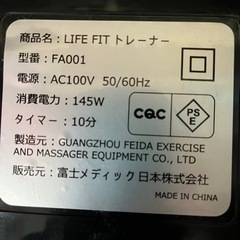 商品名：LIFE FIT トレーナー
型番：FA001
電源：AC100V 50/60Hz
消費電力：145W
タイマー：10分
CQC
PSE
製造元：GUANGZHOU FEIDA EXERCISE
AND MASSAGER EQUIPMENT CO., LTD
販売元：富士メディック日本株式会社
MADE IN CHINA